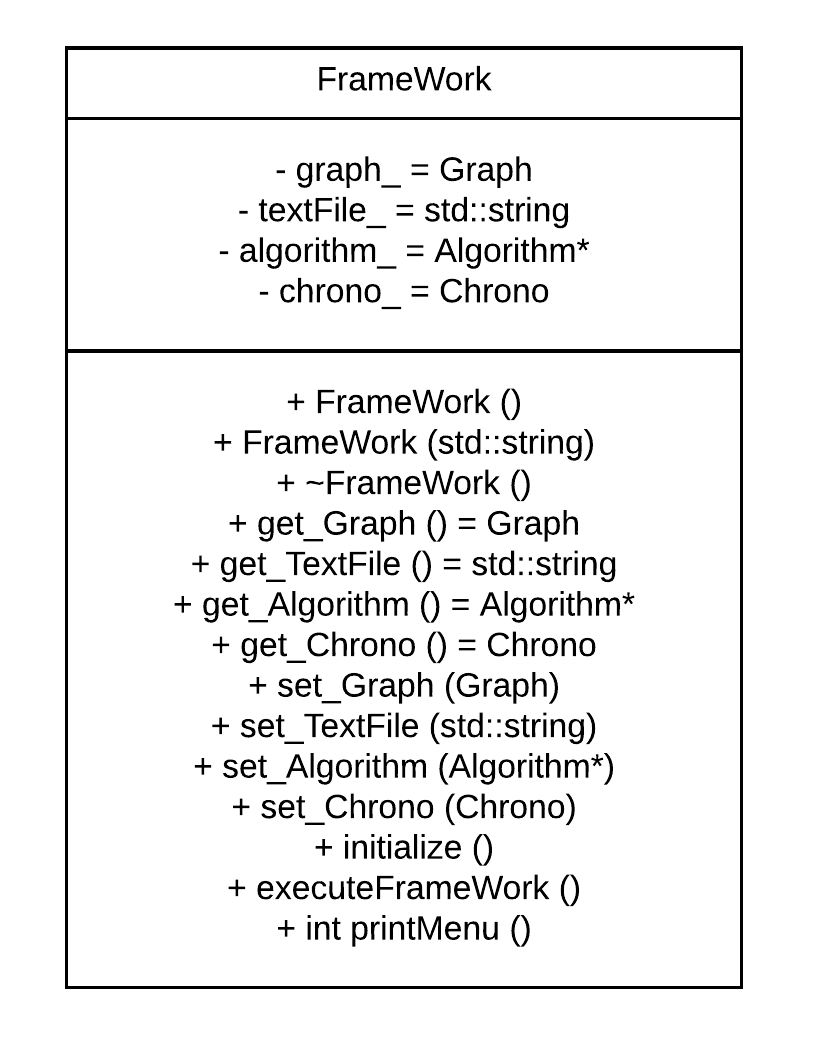 FrameWork
- graph_ = Graph
- textFile_ = std::string
- algorithm_ = Algorithm*
- chrono_ = Chrono
+ FrameWork ()
+ FrameWork (std::string)
+ ~FrameWork ()
+ get_Graph () = Graph
+ get_TextFile () = std::string
+ get_Algorithm () = Algorithm*
+ get_Chrono () = Chrono
+ set_Graph (Graph)
+ set_TextFile (std::string)
+ set_Algorithm (Algorithm*)
+ set_Chrono (Chrono)
+ initialize ()
+ executeFrameWork ()
+ int printMenu ()